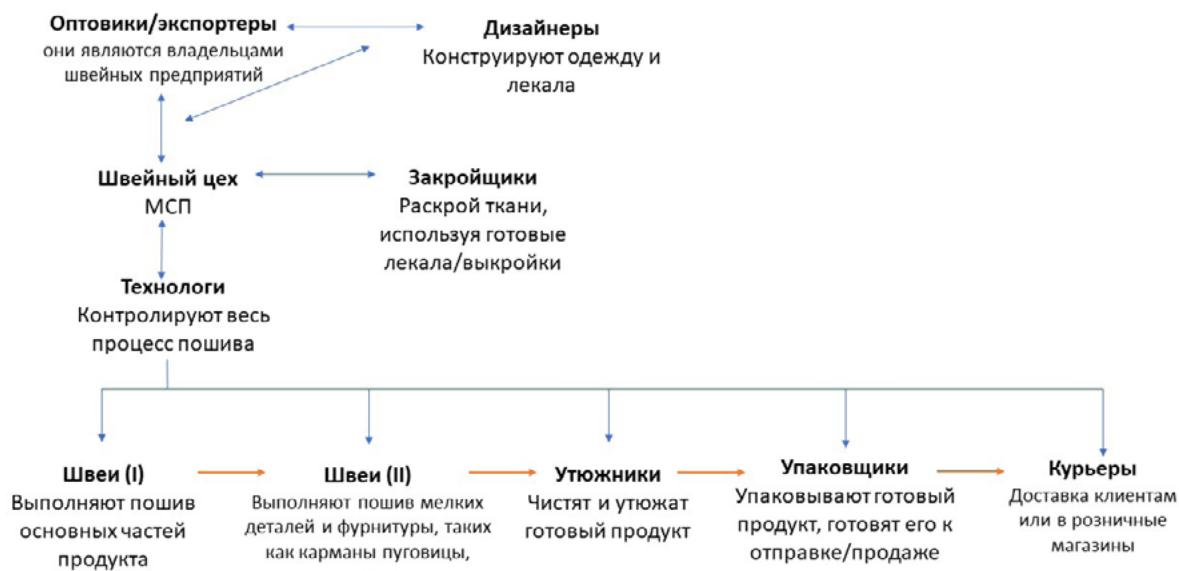 Оптовики/экспортеры
они являются владельцами
швейных предприятий
Дизайнеры
Конструируют одежду и
лекала
Швейный цех
МСП
Закройщики
Раскрой ткани,
используя готовые
лекала/выкройки
Технологи
Контролируют весь
процесс пошива
Швеи (I)
Выполняют пошив
основных частей
продукта
Швеи (II)
Выполняют пошив мелких
деталей и фурнитуры, таких
как карманы пуговицы,
Утюжники
Чистят и утюжат
готовый продукт
Упаковщики
Упаковывают готовый
продукт, готовят его к
отправке/продаже
Курьеры
Доставка клиентам
или в розничные
магазины